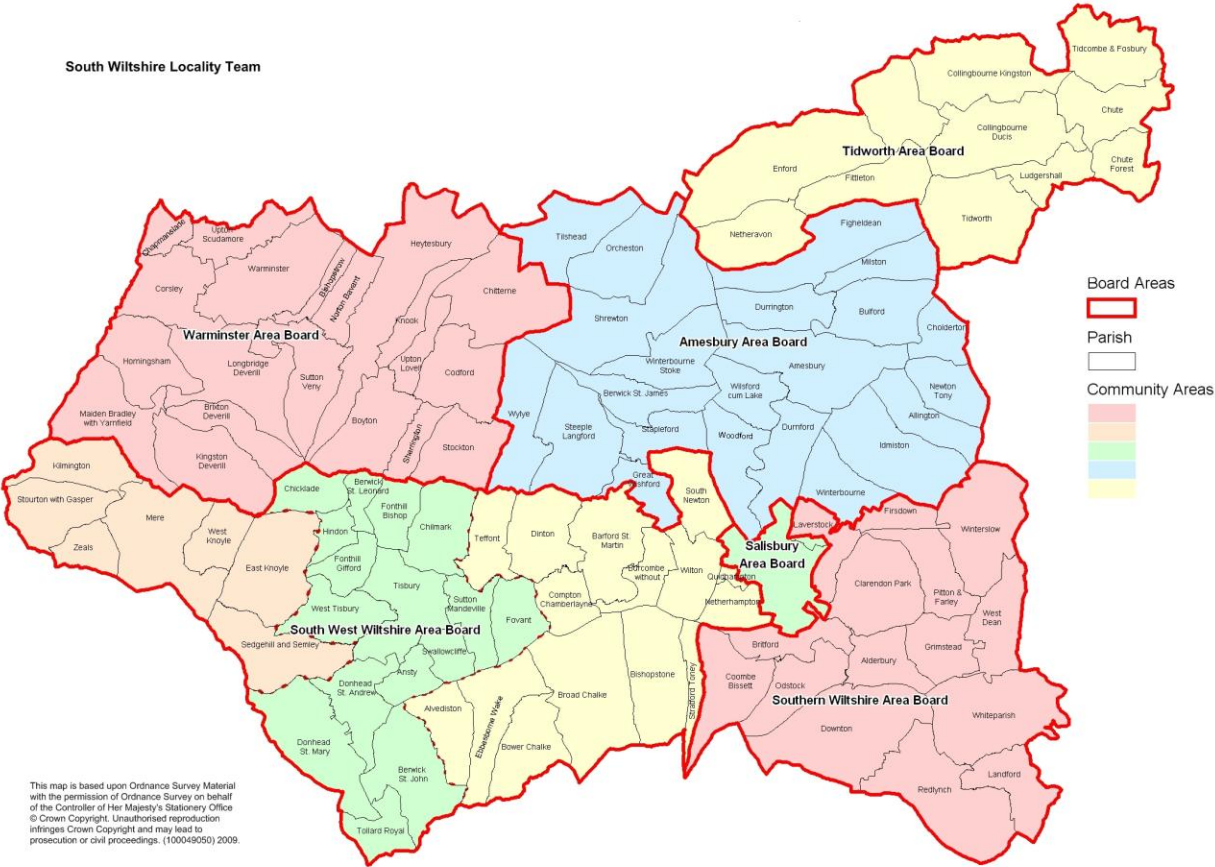 South Wiltshire Locality Team
Tidcombe & Fosbury
Collingbourne Kingston
Chute
Collingbourne
Ducis
Tidworth Area Board
Enford
Fittleton
Ludgershall
Chute
Forest
Tidworth
Netheravon
Chapmanslade
Upton
Scudamore
Warminster
Bishopstrow
Norton Bavant
Heytesbury
Corsley
Chitterne
Knook
Warminster Area Board
Horningsham
Longbridge
Deverill
Sutton
Veny
Upton
Lovell
Codford
Maiden Bradley
with Yarnfield
Brixton
Deverill
Boyton
Sherrington
Stockton
Kingston
Deverill
Tilshead
Orcheston
Figheldean
Milston
Durrington
Bulford
Shrewton
Cholderton
Amesbury Area Board
Winterbourne
Stoke
Amesbury
Berwick St. James
Wilsford
cum Lake
Newton
Tony
Allington
Wylye
Steeple
Langford
Stapleford
Woodford
Durnford
Idmiston
Great
Winterbourne
Board Areas
Parish
Community Areas
Kilmington
Stourton with Gasper
Mere
West
Knoyle
Zeals
East Knoyle
Sedgehill and Semley
Chicklade
Berwick
St. Leonard
Fonthill
Bishop
Hindon
Chilmark
Fonthill
Gifford
Tisbury
West Tisbury
Sutton
Mandeville
Fovant
South West Wiltshire Area Board
Swallowcliffe
Ansty
Donhead
St. Andrew
Donhead
St. Mary
Berwick
St. John
Tollard Royal
Teffont
Dinton
Barford St.
Martin
South
Newton
Burcombe
without
Wilton
Quidhampton
Netherhampton
Compton
Chamberlayne
Alvediston
Ebbesborne Wake
Bower Chalke
Broad Chalke
Bishopstone
Stratford Toney
Salisbury
Area Board
Laverstock
Firsdown
Winterslow
Clarendon Park
Pitton &
Farley
West
Dean
Britford
Grimstead
Alderbury
Coombe
Bissett
Odstock
Southern Wiltshire Area Board
Downton
Whiteparish
Landford
Redlynch
This map is based upon Ordnance Survey Material
with the permission of Ordnance Survey on behalf
of the Controller of Her Majesty's Stationery Office
© Crown Copyright. Unauthorised reproduction
infringes Crown Copyright and may lead to
prosecution or civil proceedings. (100049050) 2009.